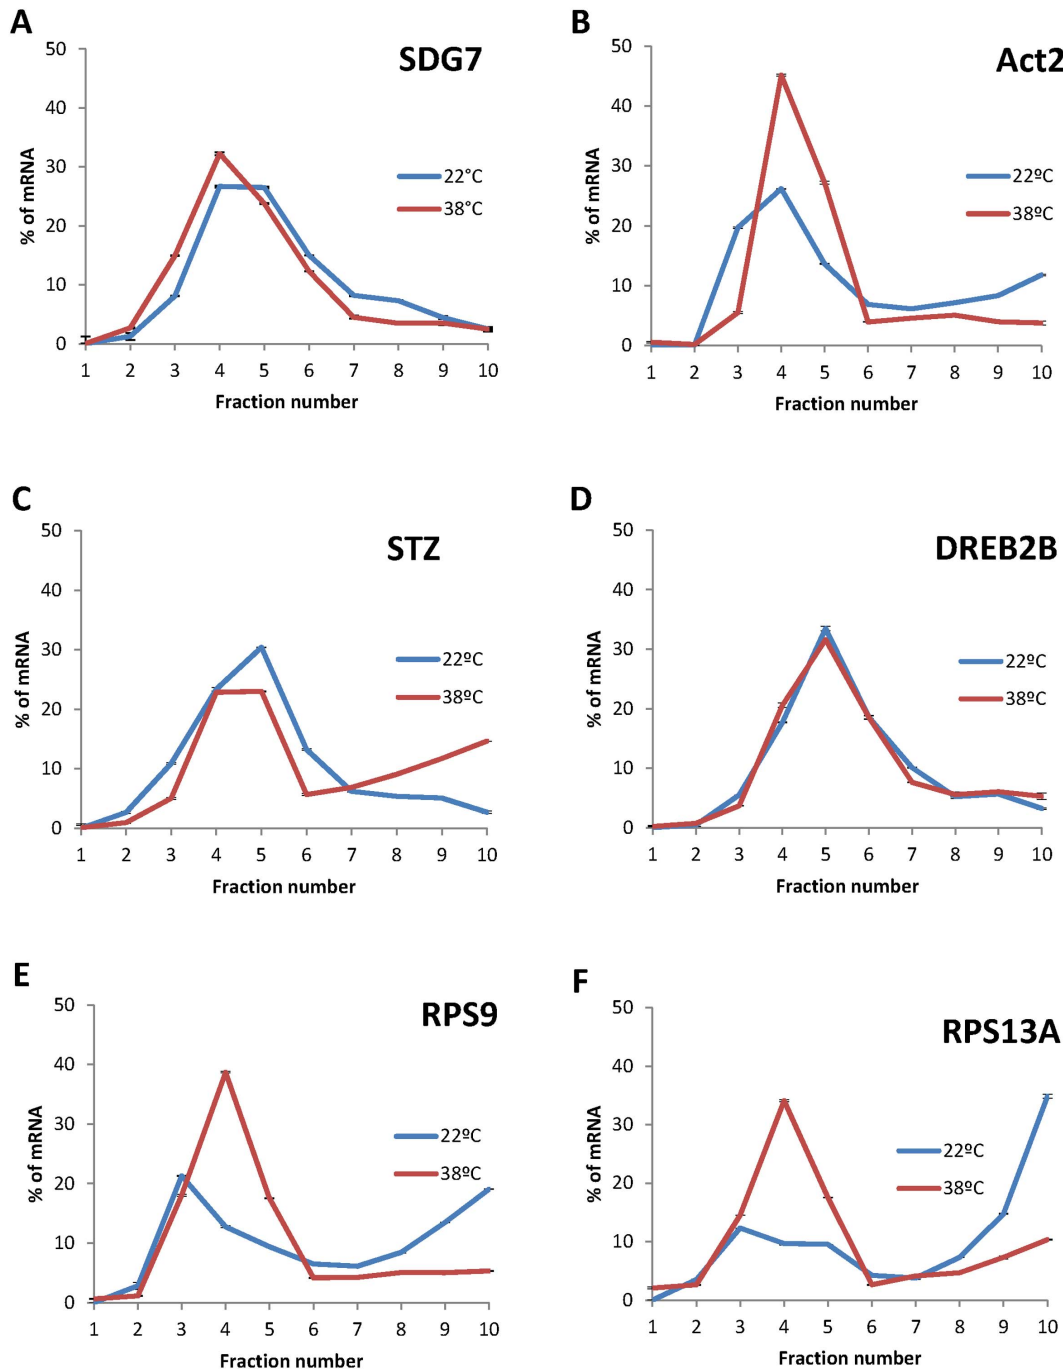 A
SDG7
50
40
30
20
10
0
% of mRNA
22°C
38°C
1 2 3 4 5 6 7 8 9 10
Fraction number
B
Act2
50
40
30
20
10
0
% of mRNA
22ºC
38ºC
1 2 3 4 5 6 7 8 9 10
Fraction number
C
STZ
50
40
30
20
10
0
% of mRNA
22ºC
38ºC
1 2 3 4 5 6 7 8 9 10
Fraction number
D
DREB2B
50
40
30
20
10
0
% of mRNA
22ºC
38ºC
1 2 3 4 5 6 7 8 9 10
Fraction number
E
RPS9
50
40
30
20
10
0
% of mRNA
22ºC
38ºC
1 2 3 4 5 6 7 8 9 10
Fraction number
F
RPS13A
50
40
30
20
10
0
% of mRNA
22ºC
38ºC
1 2 3 4 5 6 7 8 9 10
Fraction number